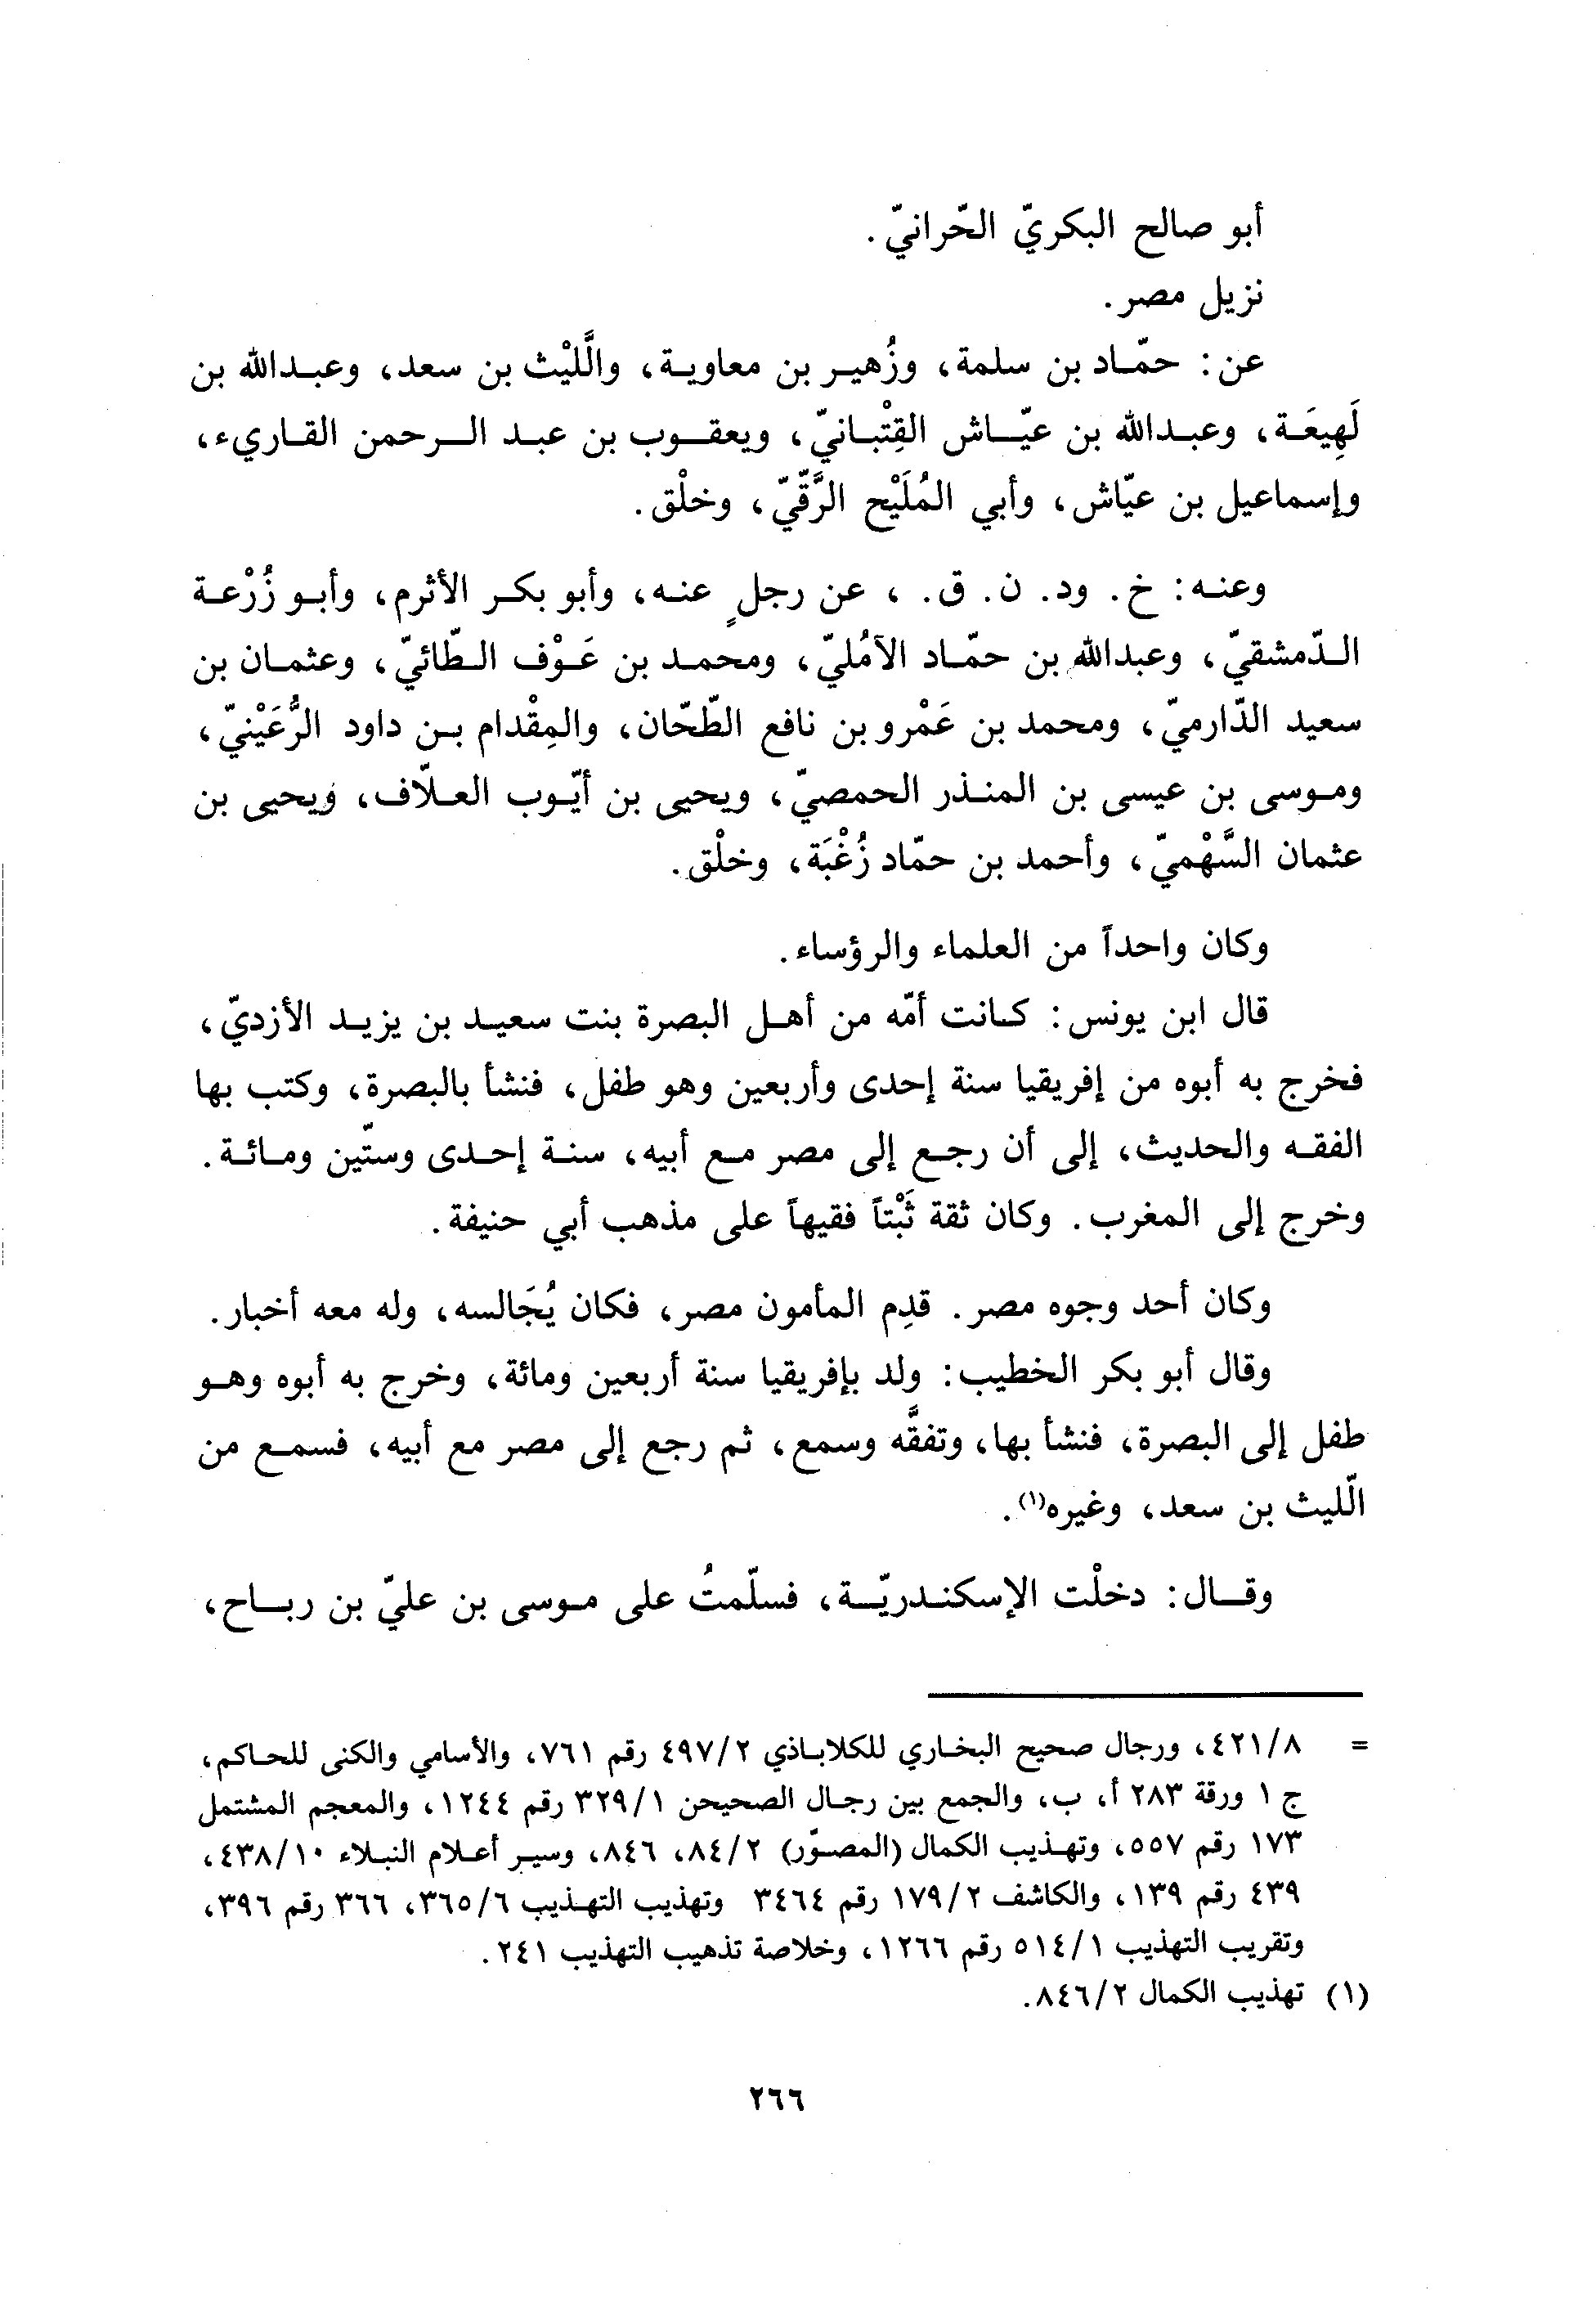 أبو صالح البكريّ الحّرانيّ.
نزيل مصر.
عن: حمّاد بن سلمة، وزُهير بن معاوية، والَّليْث بن سعد، وعبدالله بن
لَهِيعَة، وعبدالله بن عيّاش القِتْبانيّ، ويعقوب بن عبد الرحمن القاريء،
وإسماعيل بن عيّاش، وأبي المُلَيْح الرَّقّيّ، وخلْق.
وعنه: خ. ود. ن. ق. ، عن رجلٍ عنه، وأبو بكر الأثرم، وأبو زُرْعة
الدّمشقيّ، وعبدالله بن حمّاد الآمُليّ، ومحمد بن عَوْف الطّائيّ، وعثمان بن
سعيد الدّارميّ، ومحمد بن عَمْرو بن نافع الطّحّان، والمِقْدام بن داود الرُّعَيْنيّ،
وموسى بن عيسى بن المنذر الحمصيّ، ويحيى بن أيّوب العلّاف، ويحيى بن
عثمان السَّهْميّ، وأحمد بن حمّاد زُغْبَة، وخلْق.
وكان واحداً من العلماء والرؤساء.
قال ابن يونس: كانت أمّه من أهل البصرة بنت سعيد بن يزيد الأزديّ،
فخرج به أبوه من إفريقيا سنة إحدى وأربعين وهو طفل، فنشأ بالبصرة، وكتب بها
الفقه والحديث، إلى أن رجع إلى مصر مع أبيه، سنة إحدى وستّين ومائة.
وخرج إلى المغرب. وكان ثقة ثَبْتاً فقيهاً على مذهب أبي حنيفة.
وكان أحد وجوه مصر. قدِم المأمون مصر، فكان يُجَالسه، وله معه أخبار.
وقال أبو بكر الخطيب: ولد بإفريقيا سنة أربعين ومائة، وخرج به أبوه وهو
طفل إلى البصرة، فنشأ بها، وتفقَّه وسمع، ثم رجع إلى مصر مع أبيه، فسمع من
الّليث بن سعد، وغيره(١).
وقال: دخلْت الإسكندريّة، فسلّمتُ على موسى بن عليّ بن رباح،
= ٤٢١/٨، ورجال صحيح البخاري للكلاباذي ٤٩٧/٢ رقم ٧٦١، والأسامي والكنى للحاكم،
ج ١ ورقة ٢٨٣ أ، ب، والجمع بين رجال الصحيحن ٣٢٩/١ رقم ١٢٤٤، والمعجم المشتمل
١٧٣ رقم ٥٥٧، وتهذيب الكمال (المصوّر) ٨٤/٢، ٨٤٦، وسير أعلام النبلاء ٤٣٨/١٠،
٤٣٩ رقم ١٣٩، والكاشف ١٧٩/٢ رقم ٣٤٦٤ وتهذيب التهذيب ٣٦٥/٦، ٣٦٦ رقم ٣٩٦،
وتقريب التهذيب ٥١٤/١ رقم ١٢٦٦، وخلاصة تذهيب التهذيب ٢٤١.
(١) تهذيب الكمال ٨٤٦/٢.
٢٦٦